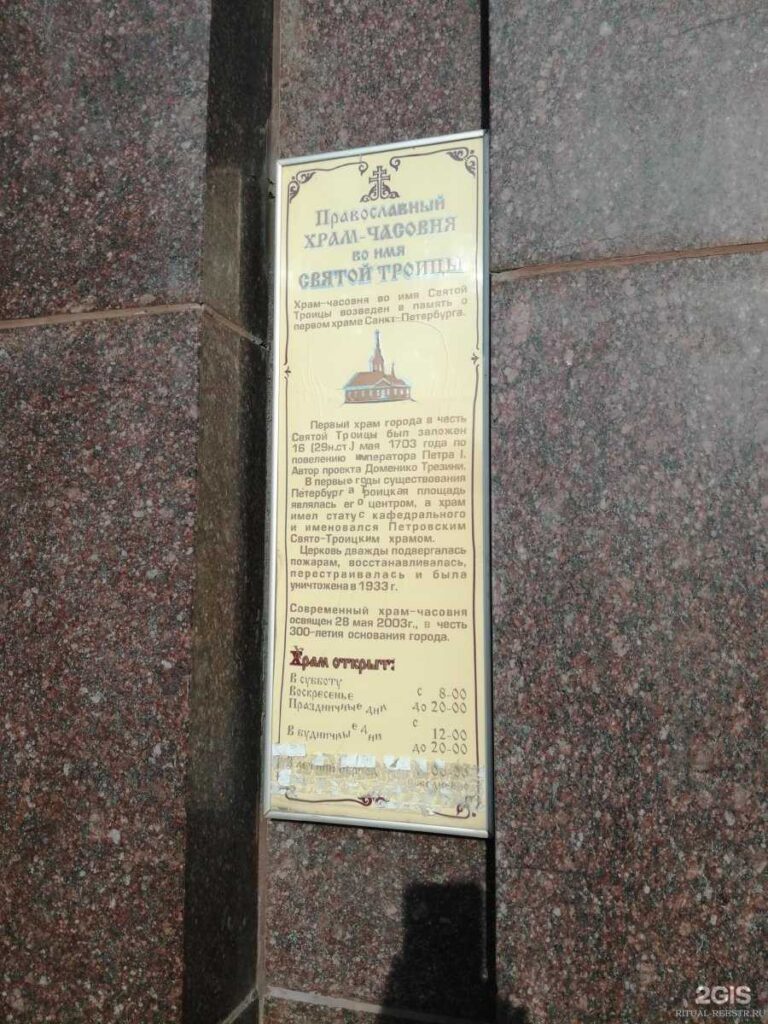 Православный
ХРАМ-ЧАСОВНЯ
во имя
СВЯТОЙ ТРОИЦЫ
Храм-часовня во имя Святой
Троицы возведен в память о
первом храме Санкт-Петербурга.
Первый храм города в честь
Святой Троицы был заложен
16 (29н.ст.) мая 1703 года по
повелению императора Петра I.
Автор проекта Доменико Трезини.
В первые годы существования
Петербурга Троицкая площадь
являлась его центром, а храм
имел статус кафедрального
и именовался Петровским
Свято-Троицким храмом.
Церковь дважды подвергалась
пожарам, восстанавливалась,
перестраивалась и была
уничтожена в 1933 г.
Современный храм-часовня
освящен 28 мая 2003г., в честь
300-летия основания города.
Храм открыт:
В субботу
Воскресенье с 8-00
Праздничные дни до 20-00
с
В будничные дни 12-00
до 20-00
2GIS
RITUAL-REESTR.RU